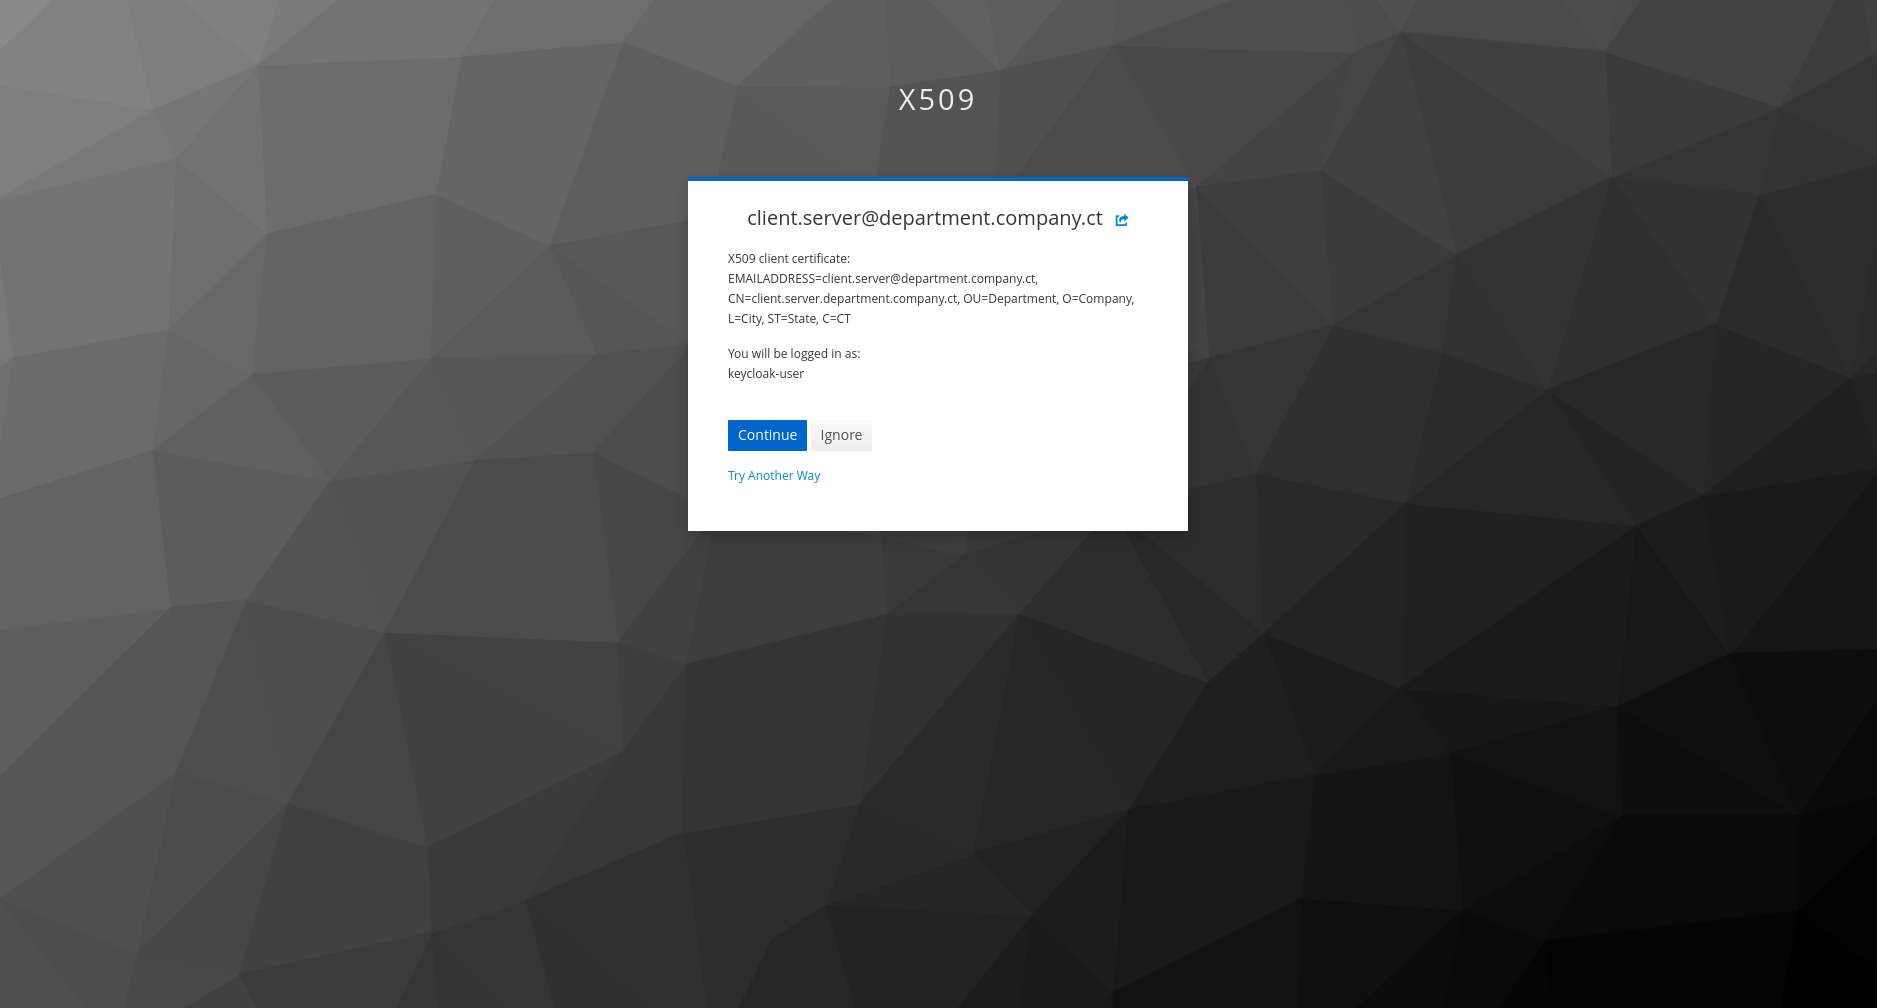 X509
client.server@department.company.ct
X509 client certificate:
EMAILADDRESS=client.server@department.company.ct,
CN=client.server.department.company.ct, OU=Department, O=Company,
L=City, ST=State, C=CT
You will be logged in as:
keycloak-user
Continue Ignore
Try Another Way